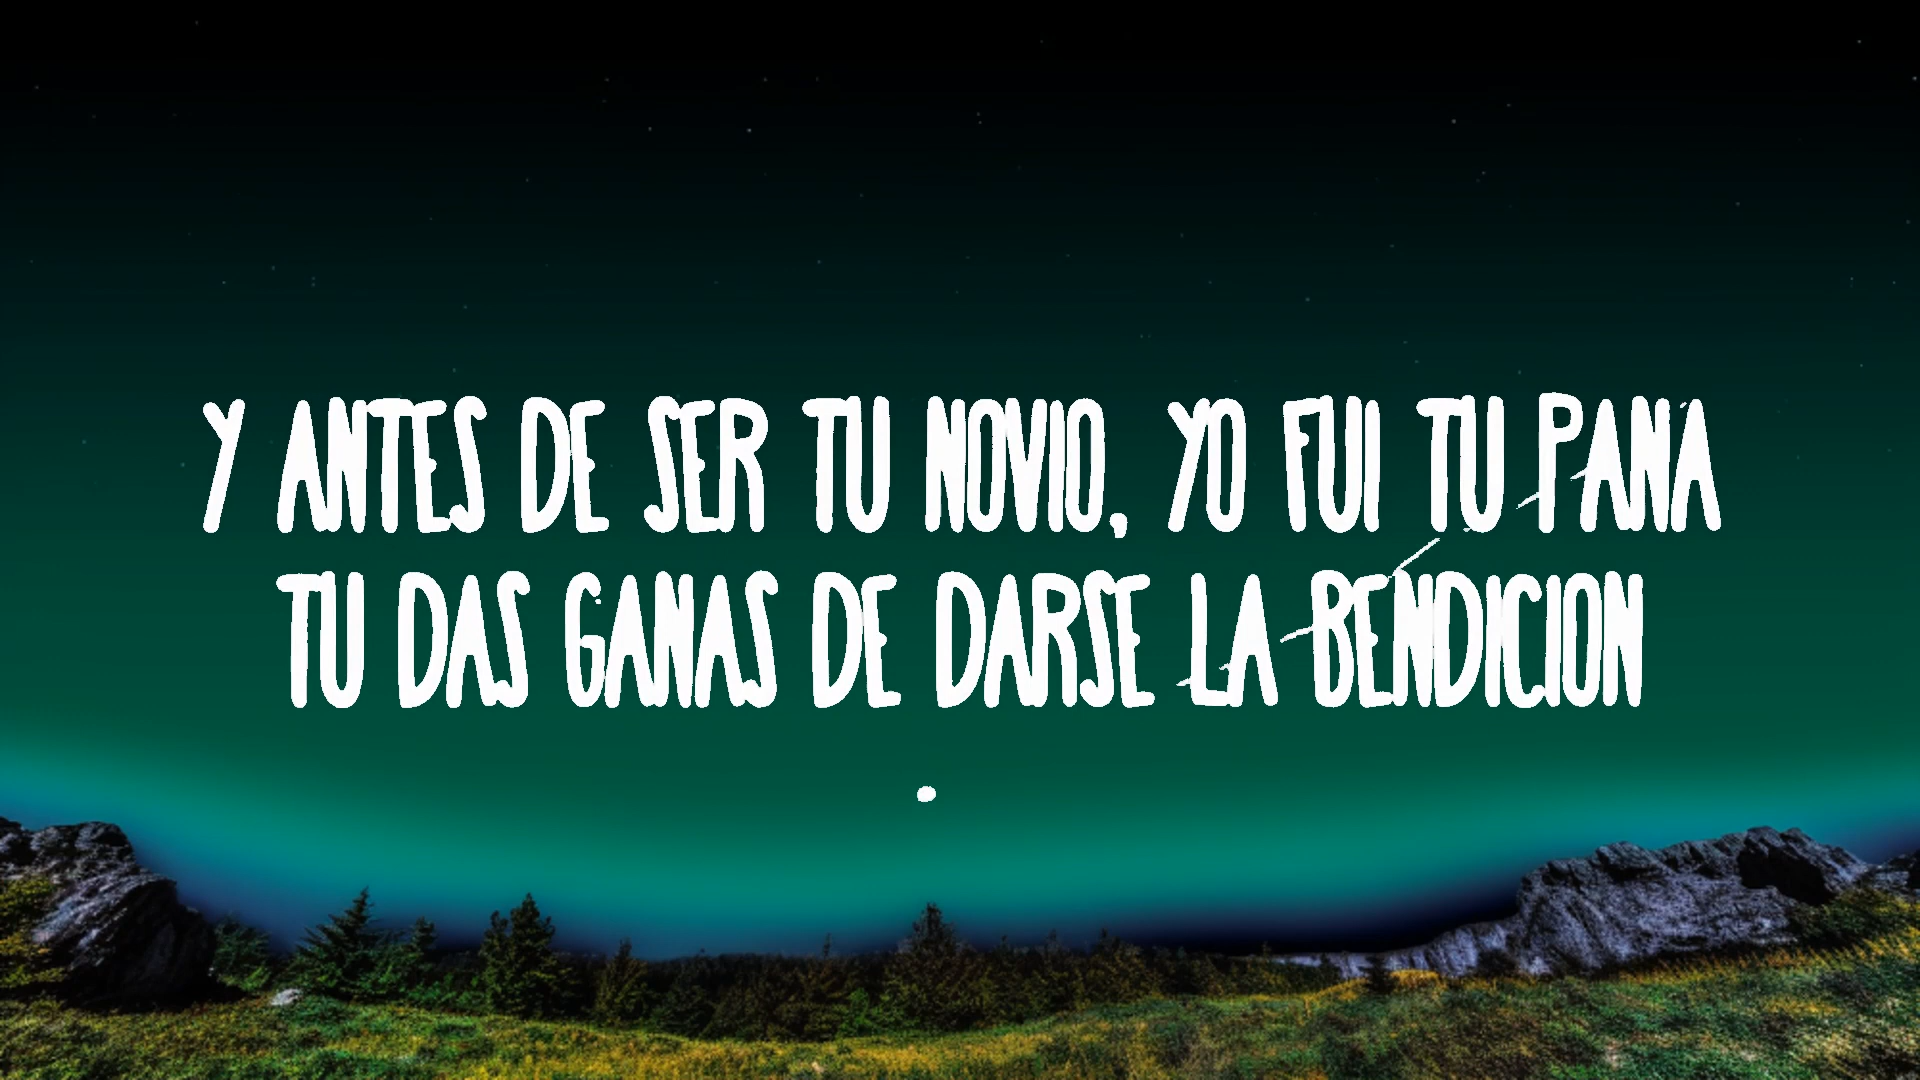 Y ANTES DE SER TU NOVIO, YO FUI TU PANA
TU DAS GANAS DE DARSE LA BENDICION
.